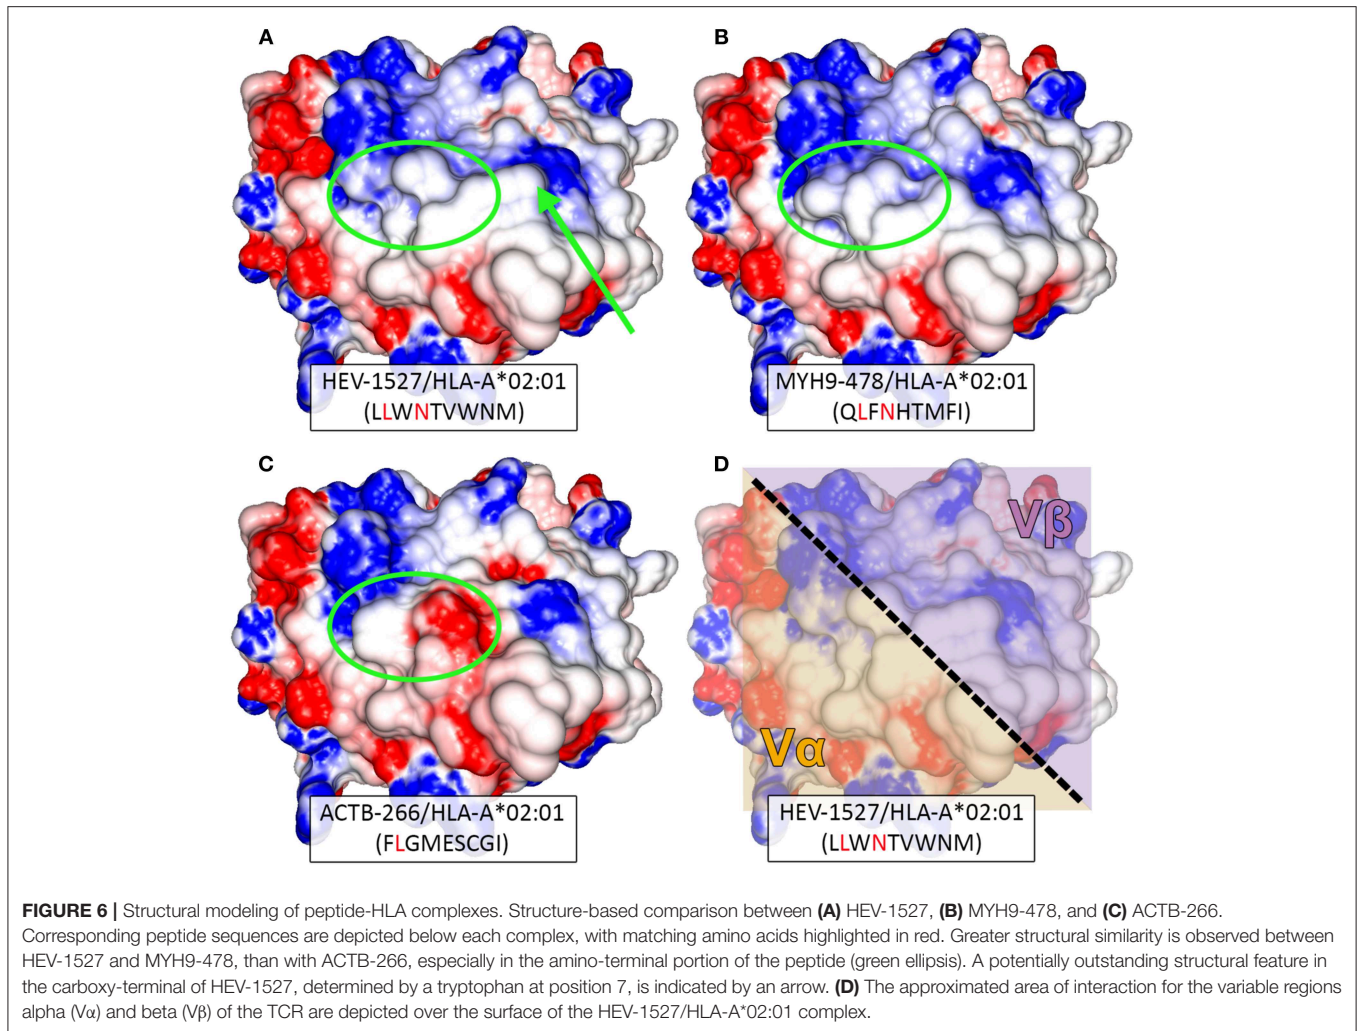 A
B
HEV-1527/HLA-A*02:01
(LLWNTVWNM)
MYH9-478/HLA-A*02:01
(QLFNHTMFI)
C
D
Vβ
Vα
ACTB-266/HLA-A*02:01
(FLGMESCGI)
HEV-1527/HLA-A*02:01
(LLWNTVWNM)
FIGURE 6 | Structural modeling of peptide-HLA complexes. Structure-based comparison between (A) HEV-1527, (B) MYH9-478, and (C) ACTB-266.
Corresponding peptide sequences are depicted below each complex, with matching amino acids highlighted in red. Greater structural similarity is observed between
HEV-1527 and MYH9-478, than with ACTB-266, especially in the amino-terminal portion of the peptide (green ellipsis). A potentially outstanding structural feature in
the carboxy-terminal of HEV-1527, determined by a tryptophan at position 7, is indicated by an arrow. (D) The approximated area of interaction for the variable regions
alpha (Vα) and beta (Vβ) of the TCR are depicted over the surface of the HEV-1527/HLA-A*02:01 complex.